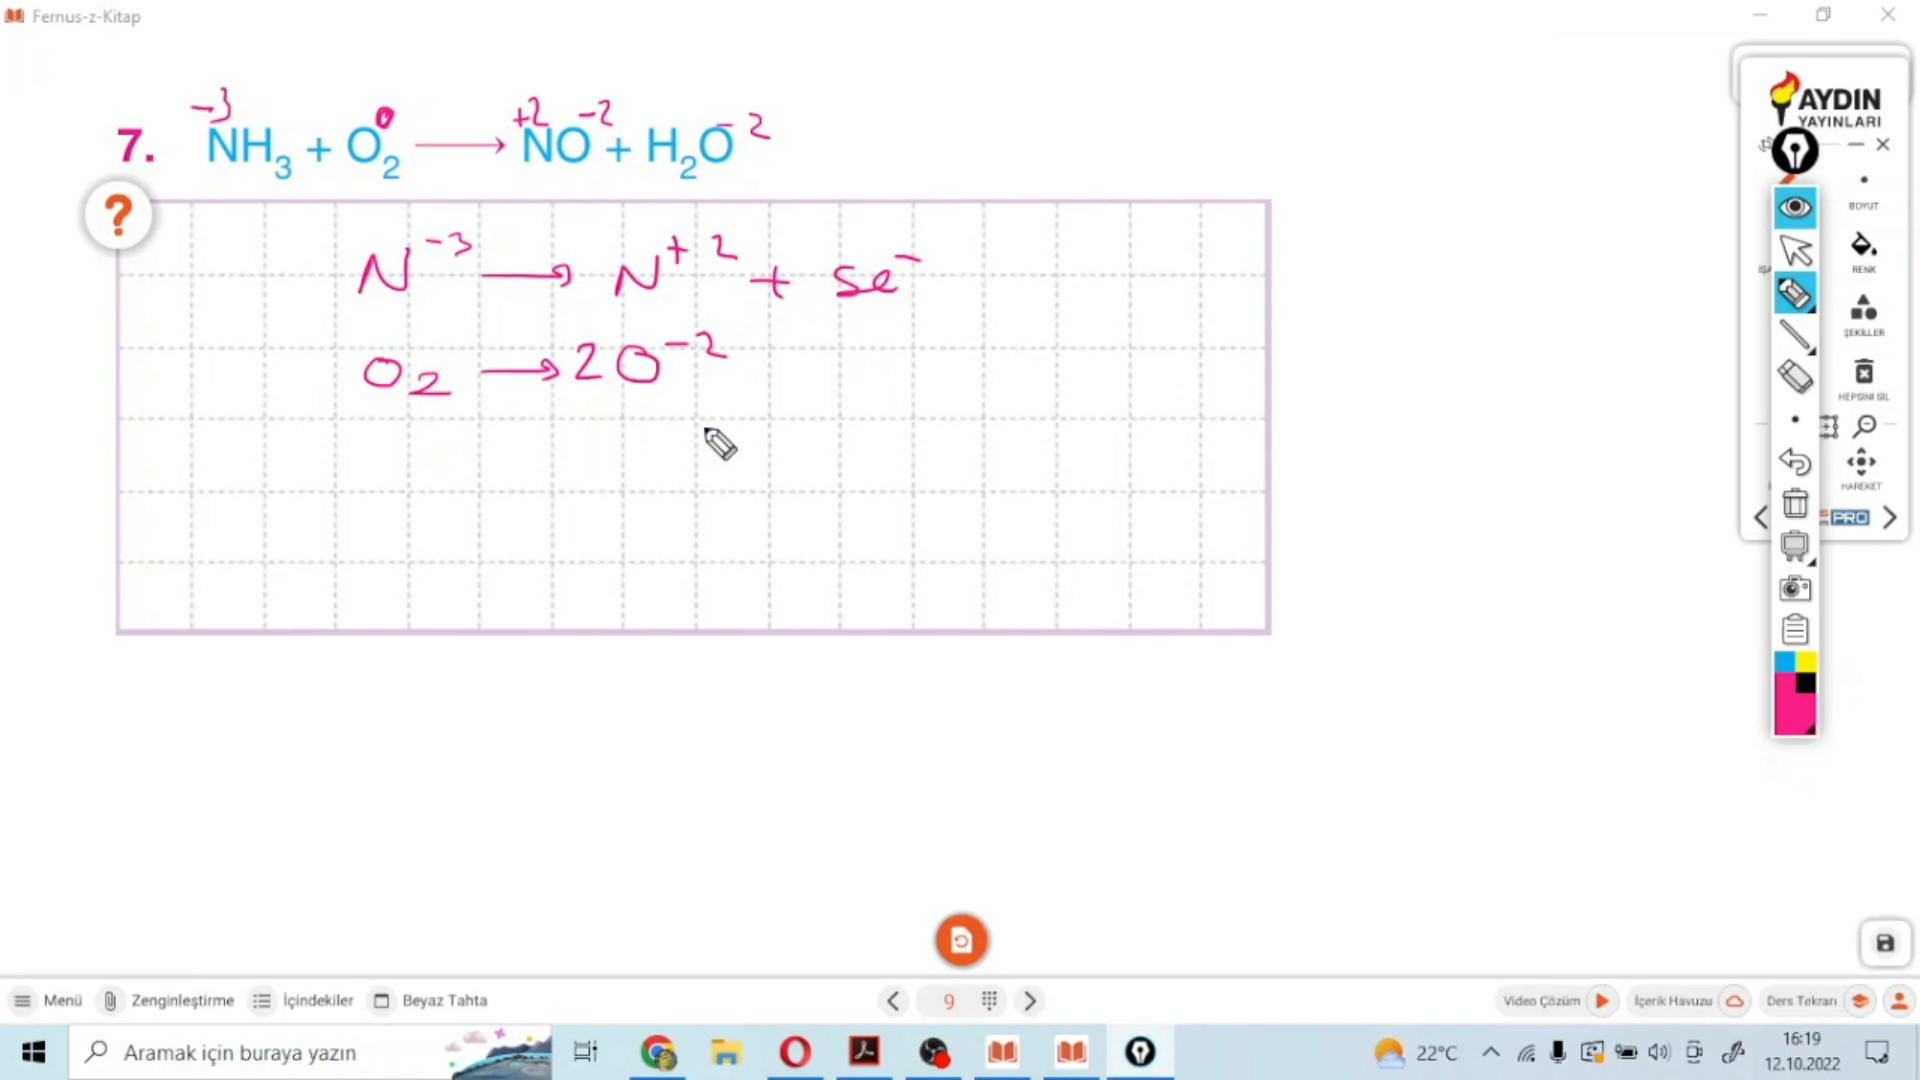 Fernus-z-Kitap
-3 0 +2 -2 -2
7. NH3 + O2 → NO + H2O
N-3 → N+2 + 5e-
O2 → 2O-2
?
AYDIN
YAYINLARI
BOYUT
RENK
ŞEKİLLER
HEPSİNİ SİL
HAREKET
PRO
Menü
Zenginleştirme
İçindekiler
Beyaz Tahta
9
Video Çözüm
İçerik Havuzu
Ders Tekrarı
Aramak için buraya yazın
22°C
16:19
12.10.2022